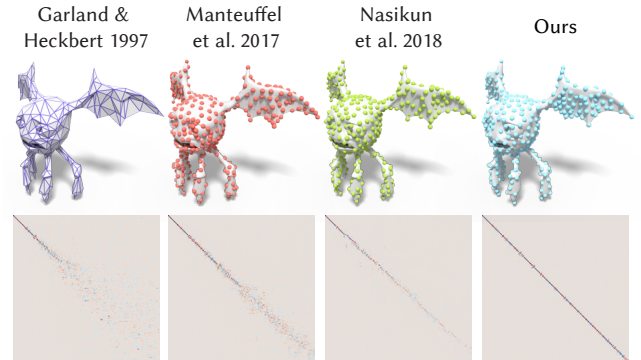 Garland &
Heckbert 1997
Manteuffel
et al. 2017
Nasikun
et al. 2018
Ours